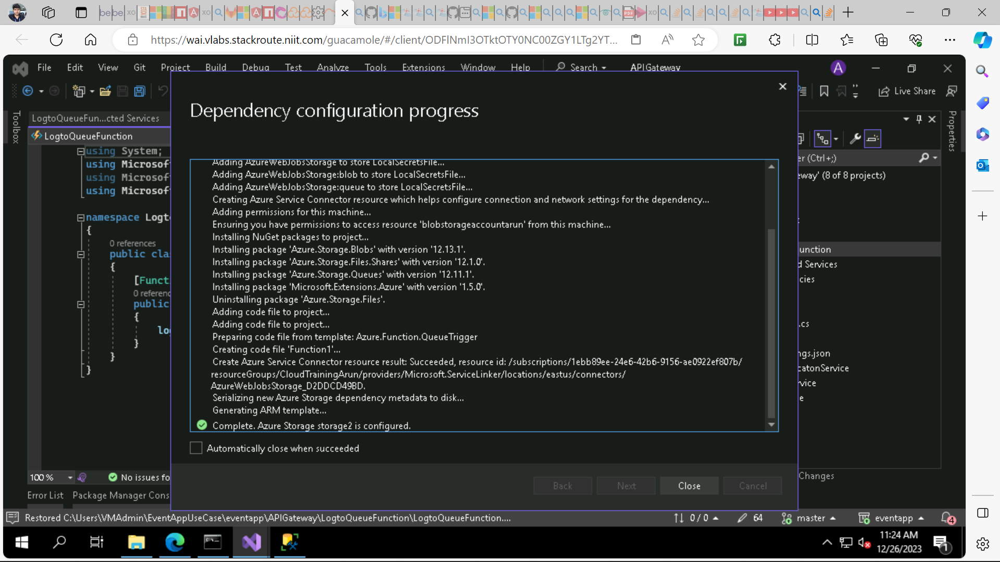 bebe
bebe
xo
https://wai.vlabs.stackroute.niit.com/guacamole/#/client/ODFlNmI3OTktOTY0NC00ZGY1LTg2YT...
File Edit View Git Project Build Debug Test Analyze Tools Extensions Window Help Search APIGateway A
Live Share
Toolbox
LogtoQueueFun...cted Services
LogtoQueueFunction
using System;
using Microsof
using Microsof
using Microsof
namespace Logt
{
0 references
public cla
{
[Funct
0 referenc
public
{
lo
}
}
}
100 %
No issues fo
Error List Package Manager Cons
Dependency configuration progress
Adding AzureWebJobsStorage to store LocalSecretsFile...
Adding AzureWebJobsStorage:blob to store LocalSecretsFile...
Adding AzureWebJobsStorage:queue to store LocalSecretsFile...
Creating Azure Service Connector resource which helps configure connection and network settings for the dependency...
Adding permissions for this machine...
Ensuring you have permissions to access resource 'blobstorageaccountarun' from this machine...
Installing NuGet packages to project...
Installing package 'Azure.Storage.Blobs' with version '12.13.1'.
Installing package 'Azure.Storage.Files.Shares' with version '12.1.0'.
Installing package 'Azure.Storage.Queues' with version '12.11.1'.
Installing package 'Microsoft.Extensions.Azure' with version '1.5.0'.
Uninstalling package 'Azure.Storage.Files'.
Adding code file to project...
Adding code file to project...
Preparing code file from template: Azure.Function.QueueTrigger
Creating code file 'Function1'...
Create Azure Service Connector resource result: Succeeded, resource id: /subscriptions/1ebb89ee-24e6-42b6-9156-ae0922ef807b/
resourceGroups/CloudTrainingArun/providers/Microsoft.ServiceLinker/locations/eastus/connectors/
AzureWebJobsStorage_D2DDCD49BD.
Serializing new Azure Storage dependency metadata to disk...
Generating ARM template...
Complete. Azure Storage storage2 is configured.
Automatically close when succeeded
Back Next Close Cancel
Properties
er (Ctrl+;)
eway' (8 of 8 projects)
unction
d Services
cies
.cs
ngs.json
catonService
vice
e
Changes
Restored C:\Users\VMAdmin\EventAppUseCase\eventapp\APIGateway\LogtoQueueFunction\LogtoQueueFunction....
0 / 0 64 master eventapp 4
11:24 AM
12/26/2023
1